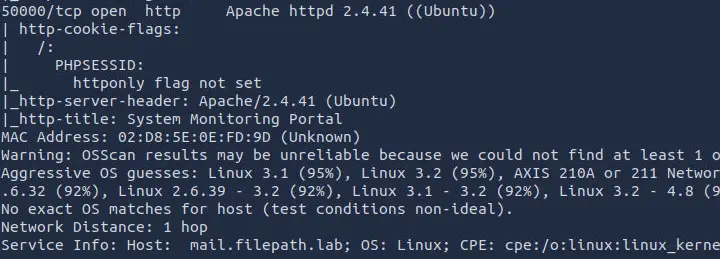 50000/tcp open  http    Apache httpd 2.4.41 ((Ubuntu))
| http-cookie-flags:
|   /:
|     PHPSESSID:
|_      httponly flag not set
|_http-server-header: Apache/2.4.41 (Ubuntu)
|_http-title: System Monitoring Portal
MAC Address: 02:D8:5E:0E:FD:9D (Unknown)
Warning: OSScan results may be unreliable because we could not find at least 1 o
Aggressive OS guesses: Linux 3.1 (95%), Linux 3.2 (95%), AXIS 210A or 211 Networ
.6.32 (92%), Linux 2.6.39 - 3.2 (92%), Linux 3.1 - 3.2 (92%), Linux 3.2 - 4.8 (9
No exact OS matches for host (test conditions non-ideal).
Network Distance: 1 hop
Service Info: Host:  mail.filepath.lab; OS: Linux; CPE: cpe:/o:linux:linux_kerne